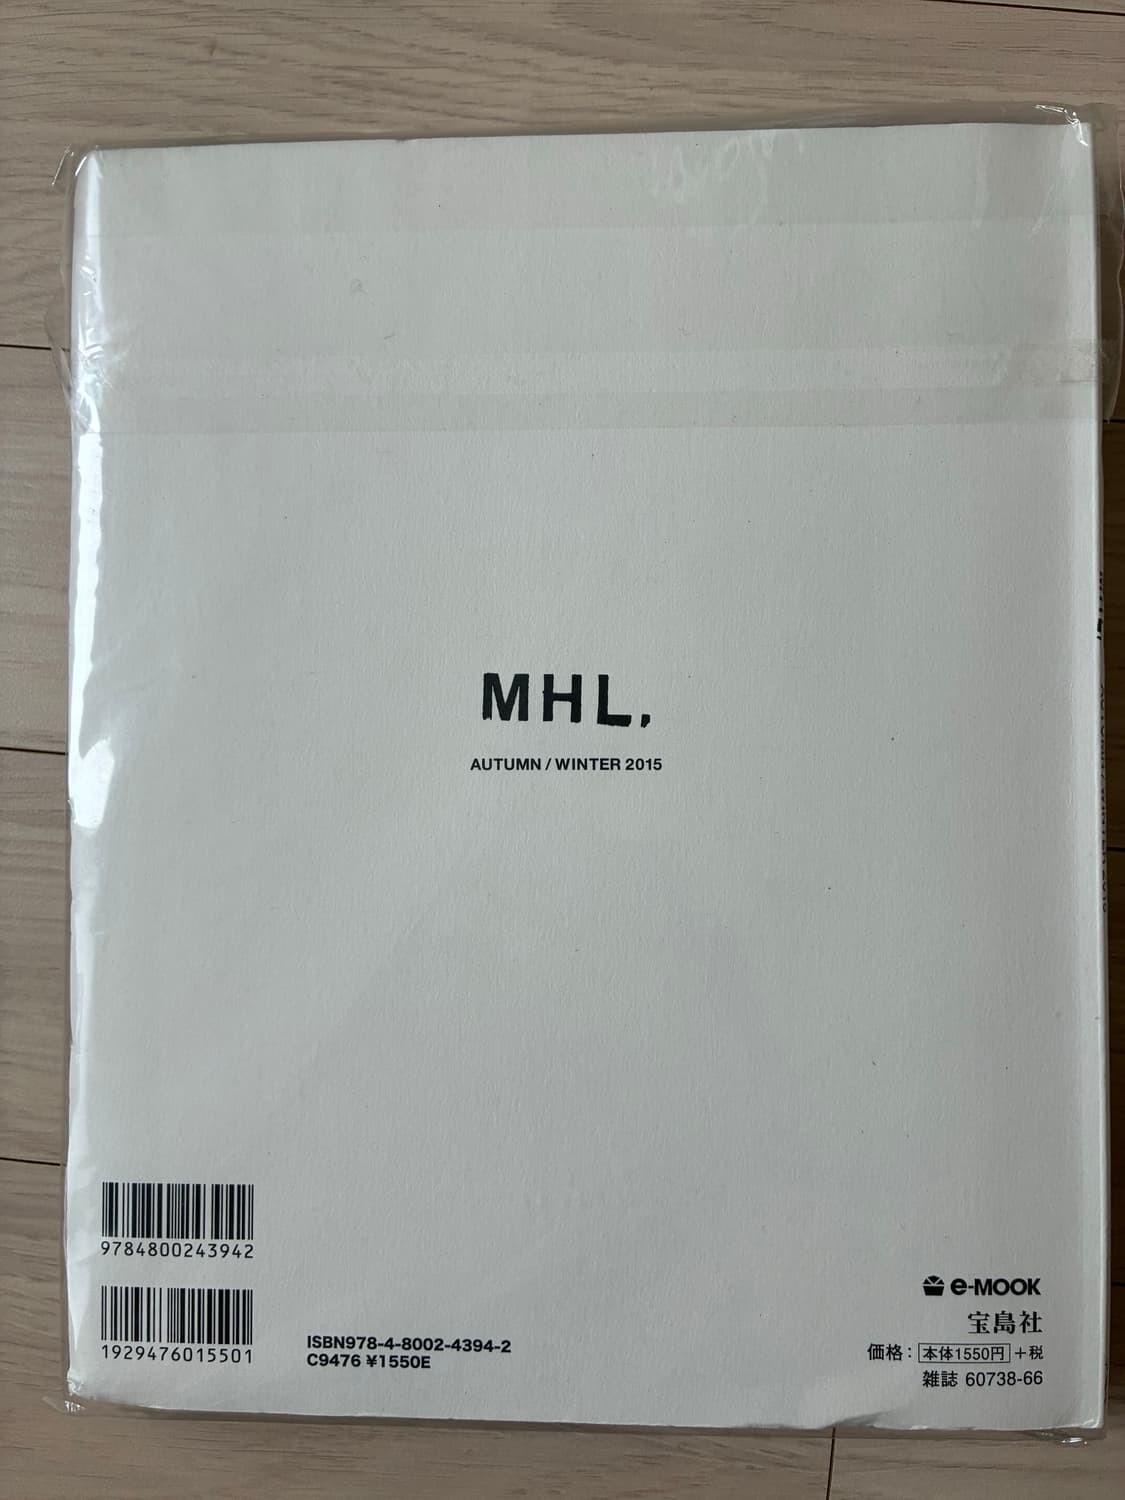 MHL.
AUTUMN / WINTER 2015
9784800243942
1929476015501
ISBN978-4-8002-4394-2
C9476 ¥1550E
e-MOOK
宝島社
価格：本体1550円+税
雑誌 60738-66